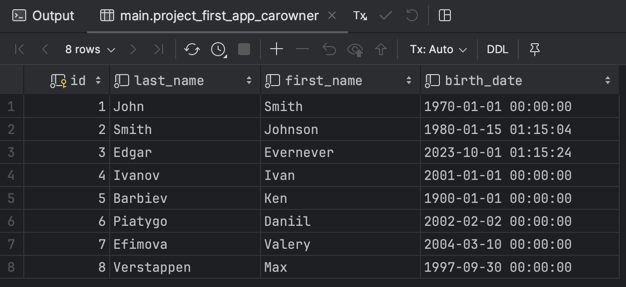 Output main.project_first_app_carowner Tx
8 rows Tx: Auto DDL
id last_name first_name birth_date
1 1 John Smith 1970-01-01 00:00:00
2 2 Smith Johnson 1980-01-15 01:15:04
3 3 Edgar Evernever 2023-10-01 01:15:24
4 4 Ivanov Ivan 2001-01-01 00:00:00
5 5 Barbiev Ken 1900-01-01 00:00:00
6 6 Piatygo Daniil 2002-02-02 00:00:00
7 7 Efimova Valery 2004-03-10 00:00:00
8 8 Verstappen Max 1997-09-30 00:00:00